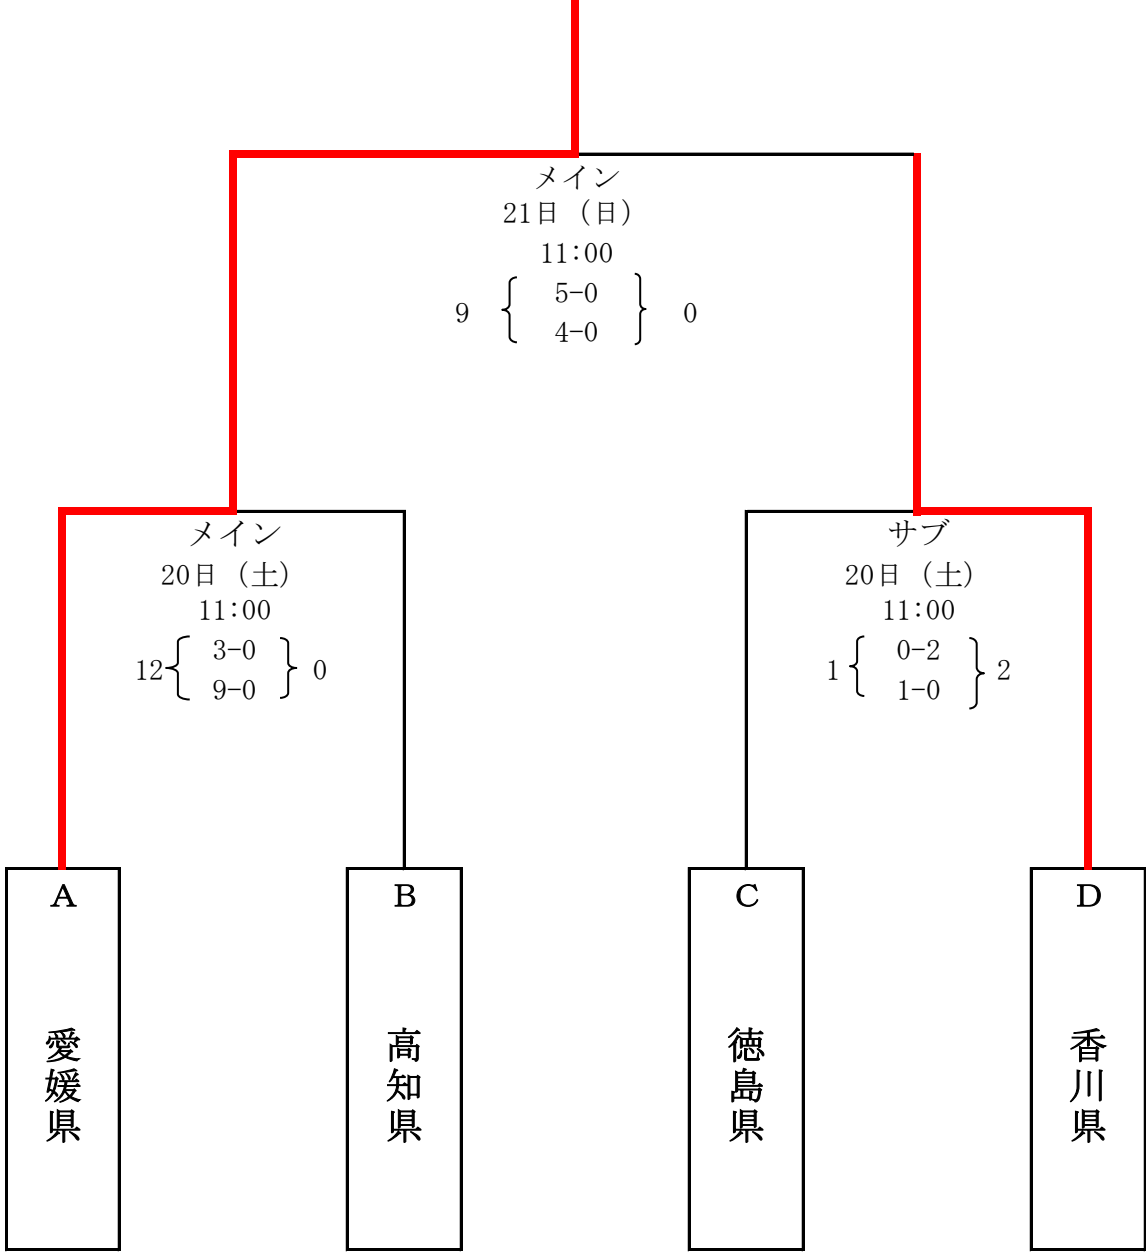 メイン
21日（日）
11:00
9 { 5-0 } 0
4-0
メイン
20日（土）
11:00
12 { 3-0 } 0
9-0
サブ
20日（土）
11:00
1 { 0-2 } 2
1-0
A
愛媛県
B
高知県
C
徳島県
D
香川県